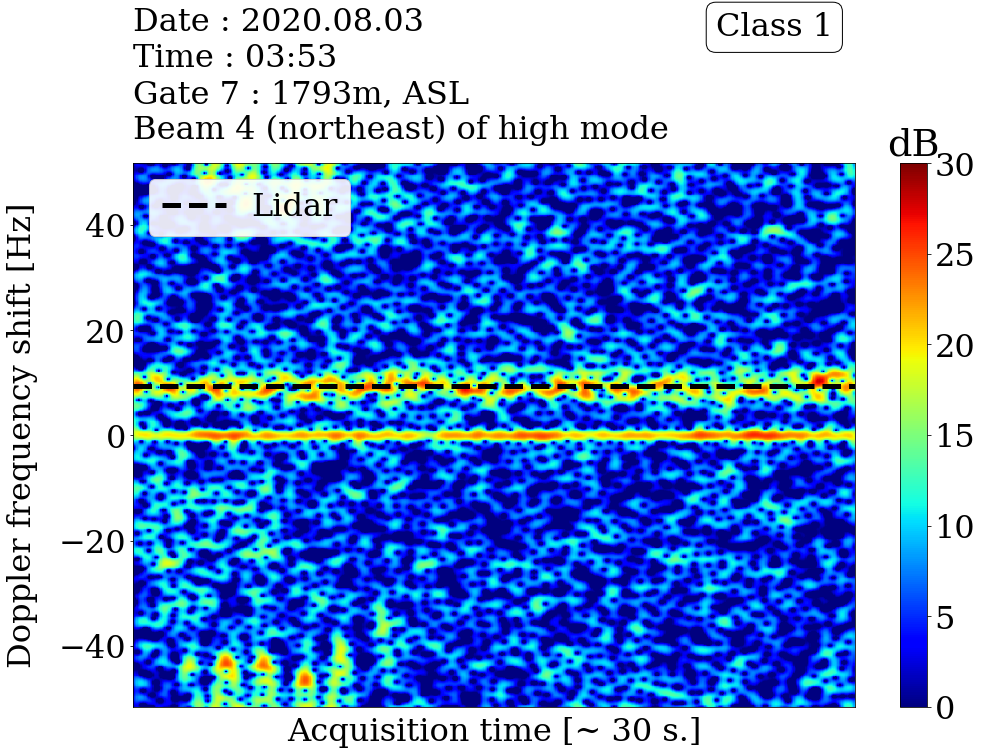 Date : 2020.08.03
Time : 03:53
Gate 7 : 1793m, ASL
Beam 4 (northeast) of high mode
Class 1
dB
Lidar
Doppler frequency shift [Hz]
40
20
0
−20
−40
Acquisition time [~ 30 s.]
30
25
20
15
10
5
0